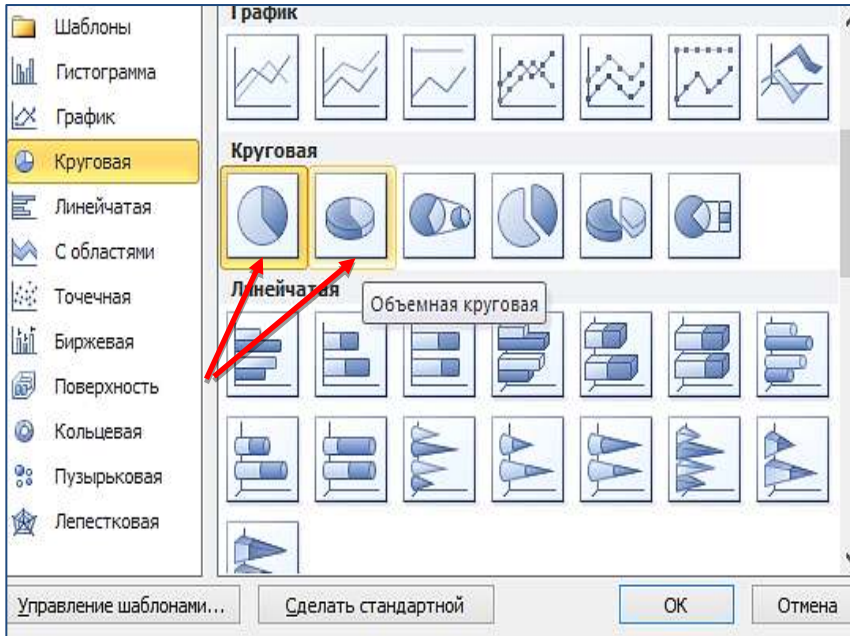 Шаблоны
Гистограмма
График
Круговая
Линейчатая
С областями
Точечная
Биржевая
Поверхность
Кольцевая
Пузырьковая
Лепестковая
График
Круговая
Линейчатая
Объемная круговая
Управление шаблонами...
Сделать стандартной
ОК
Отмена